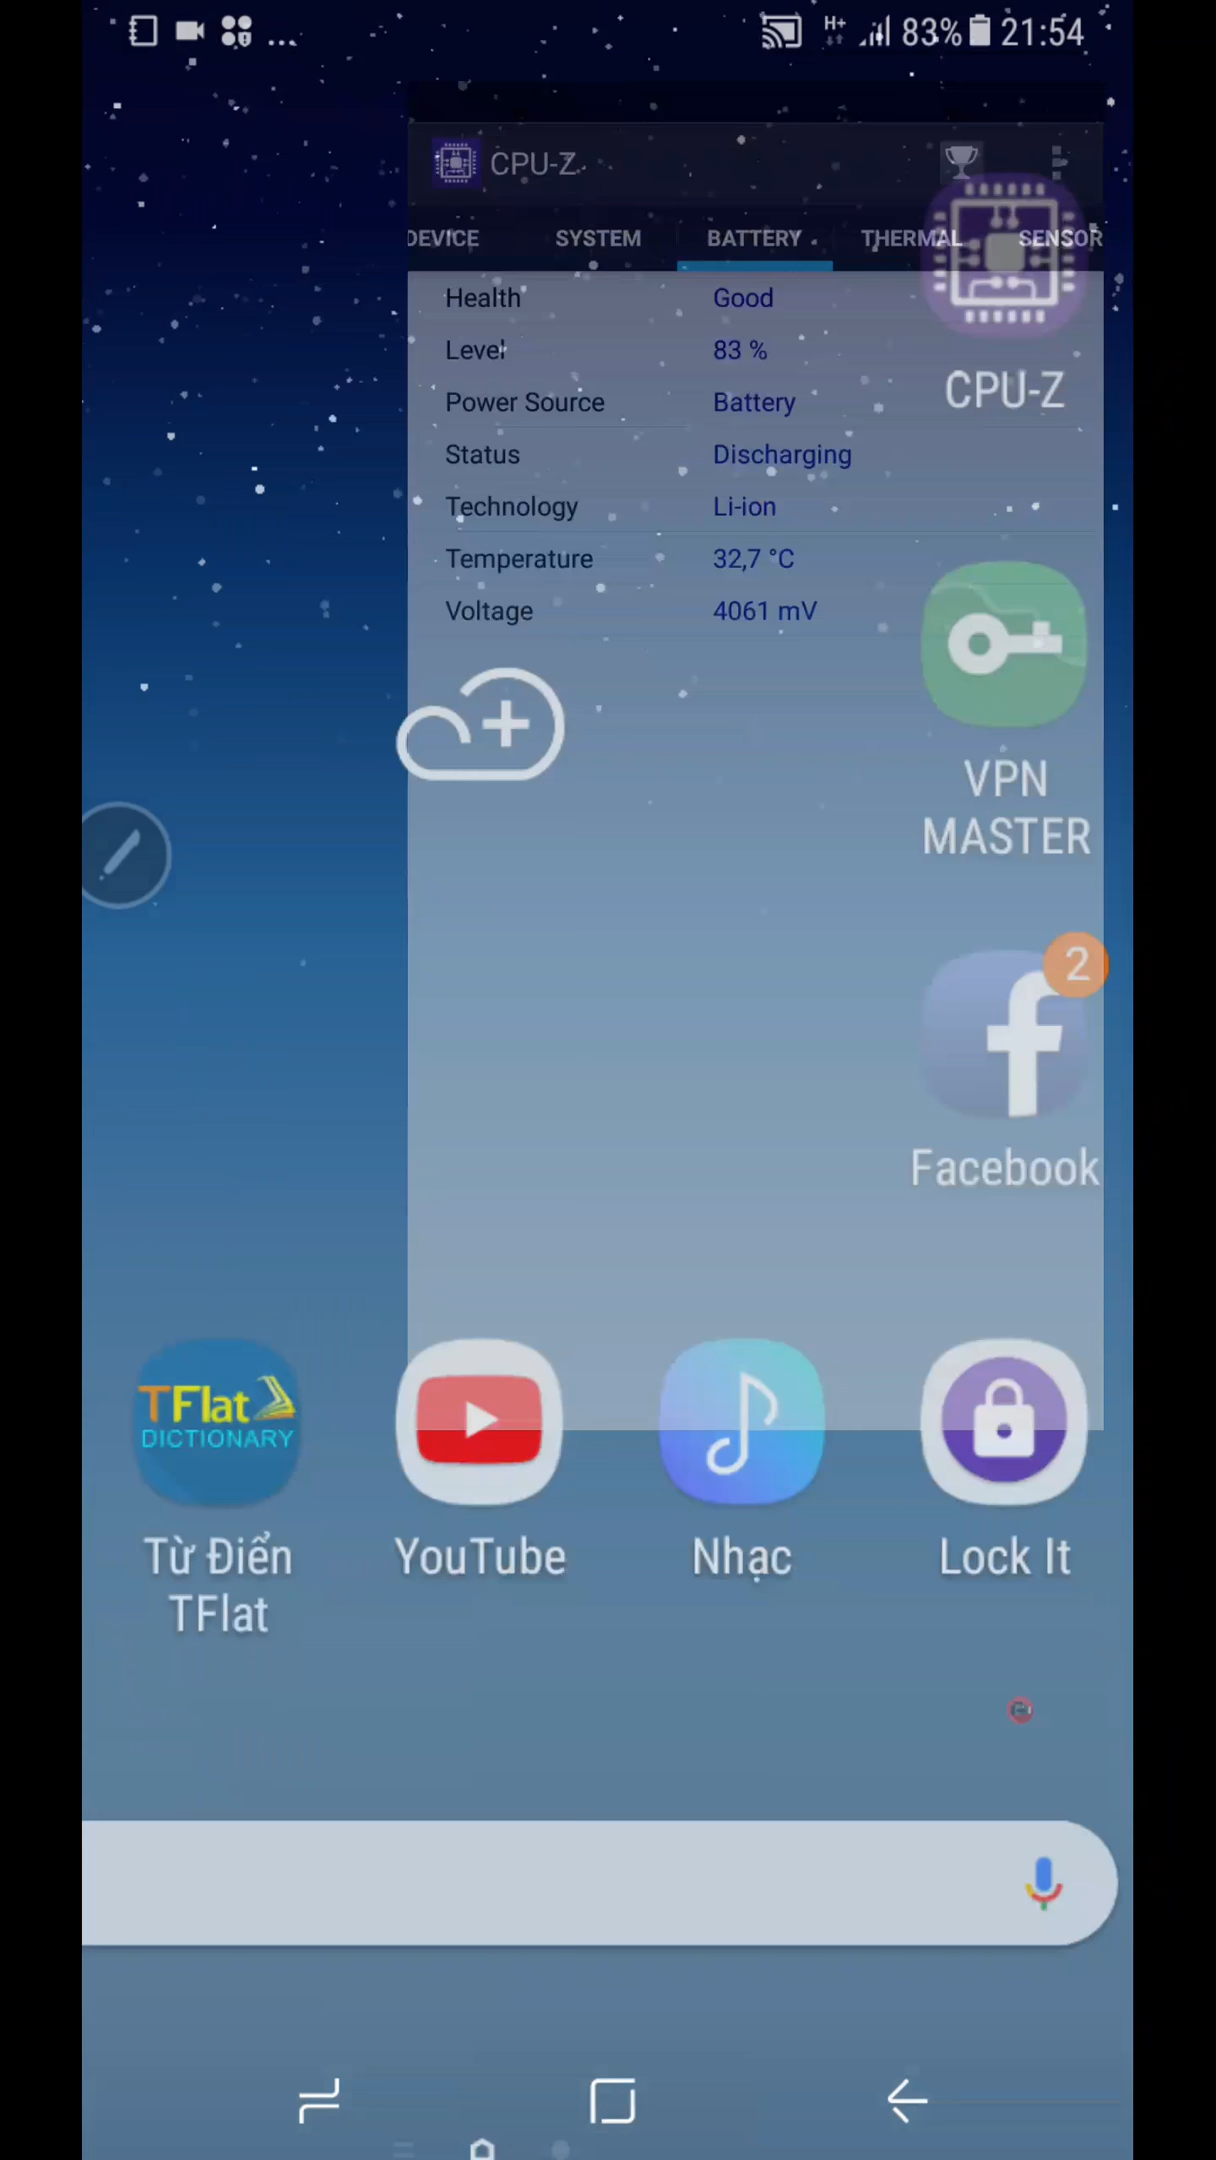 ... H+ 83% 21:54
CPU-Z
DEVICE SYSTEM BATTERY THERMAL SENSOR
Health Good
Level 83 %
Power Source Battery
Status Discharging
Technology Li-ion
Temperature 32,7 °C
Voltage 4061 mV
CPU-Z
VPN
MASTER
2
Facebook
TFlat
DICTIONARY
Từ Điển
TFlat
YouTube
Nhạc
Lock It